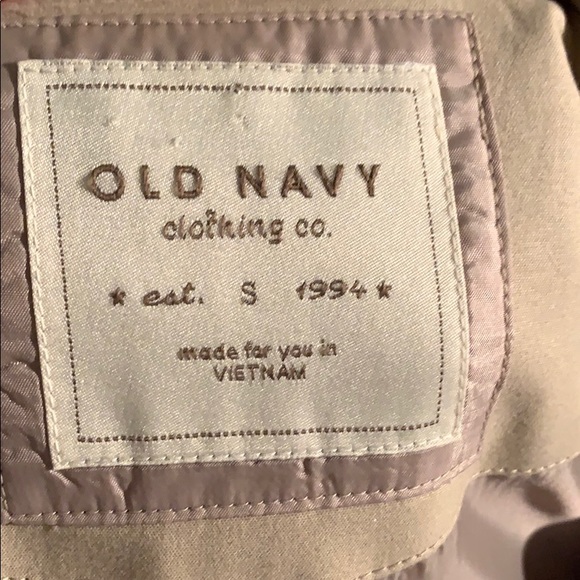 OLD NAVY
clothing co.
★ est. S 1994 ★
made for you in
VIETNAM